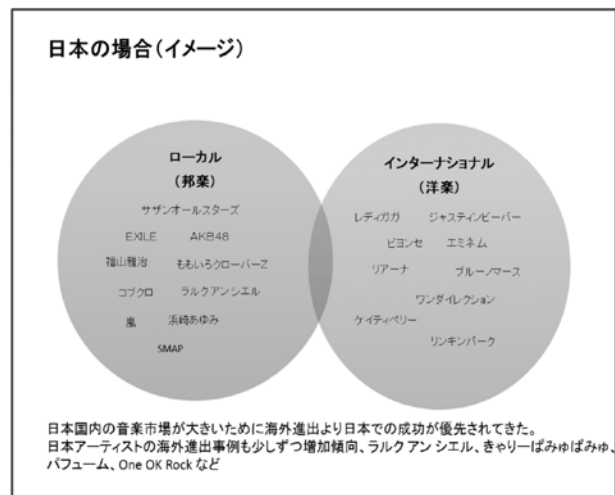 日本の場合(イメージ)
ローカル
(邦楽)
サザンオールスターズ
EXILE AKB48
福山雅治 ももいろクローバーZ
コブクロ ラルクアンシエル
嵐 浜崎あゆみ
SMAP
インターナショナル
(洋楽)
レディガガ ジャスティンビーバー
ビヨンセ エミネム
リアーナ ブルーノマース
ワンダイレクション
ケイティペリー
リンキンパーク
日本国内の音楽市場が大きいために海外進出より日本での成功が優先されてきた。
日本アーティストの海外進出事例も少しずつ増加傾向、ラルク アン シエル、きゃりーぱみゅぱみゅ、
パフューム、One OK Rock など